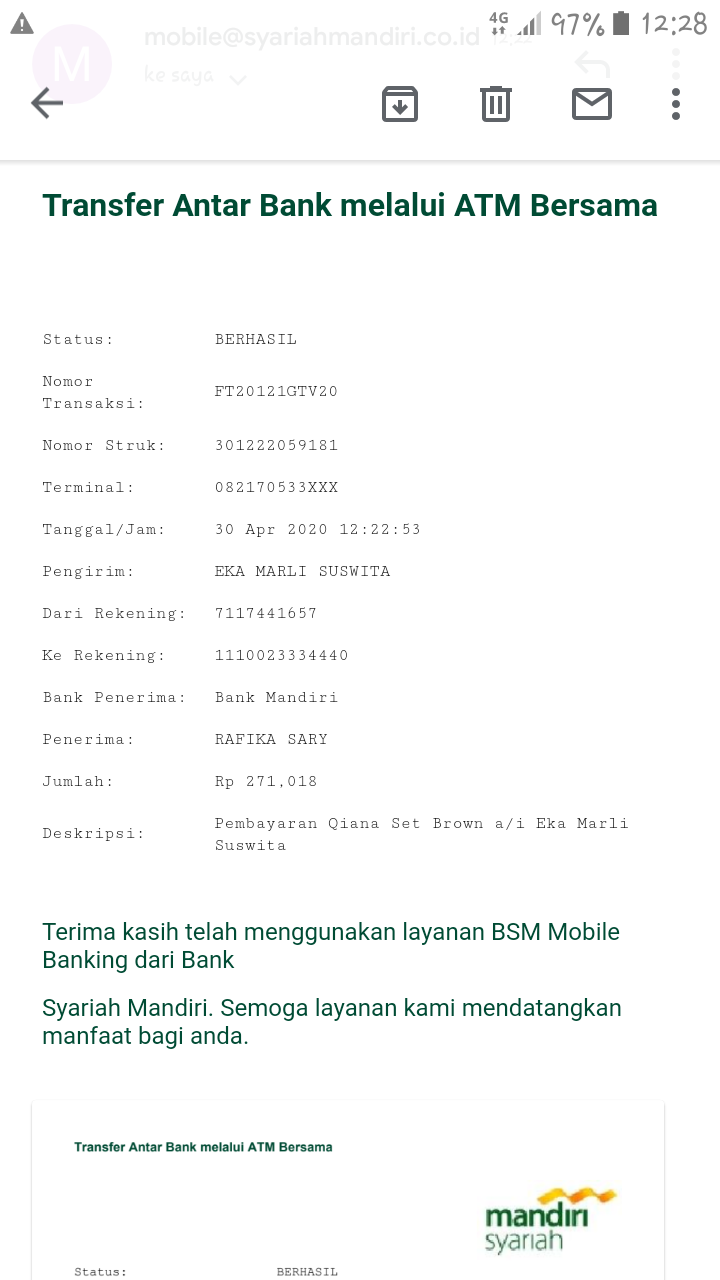 4G 97% 12:28
M
mobile@syariahmandiri.co.id 12:22
ke saya
Transfer Antar Bank melalui ATM Bersama
Status: BERHASIL
Nomor
Transaksi: FT20121GTV20
Nomor Struk: 301222059181
Terminal: 082170533XXX
Tanggal/Jam: 30 Apr 2020 12:22:53
Pengirim: EKA MARLI SUSWITA
Dari Rekening: 7117441657
Ke Rekening: 1110023334440
Bank Penerima: Bank Mandiri
Penerima: RAFIKA SARY
Jumlah: Rp 271,018
Deskripsi: Pembayaran Qiana Set Brown a/i Eka Marli
Suswita
Terima kasih telah menggunakan layanan BSM Mobile
Banking dari Bank
Syariah Mandiri. Semoga layanan kami mendatangkan
manfaat bagi anda.
Transfer Antar Bank melalui ATM Bersama
mandiri
syariah
Status: BERHASIL